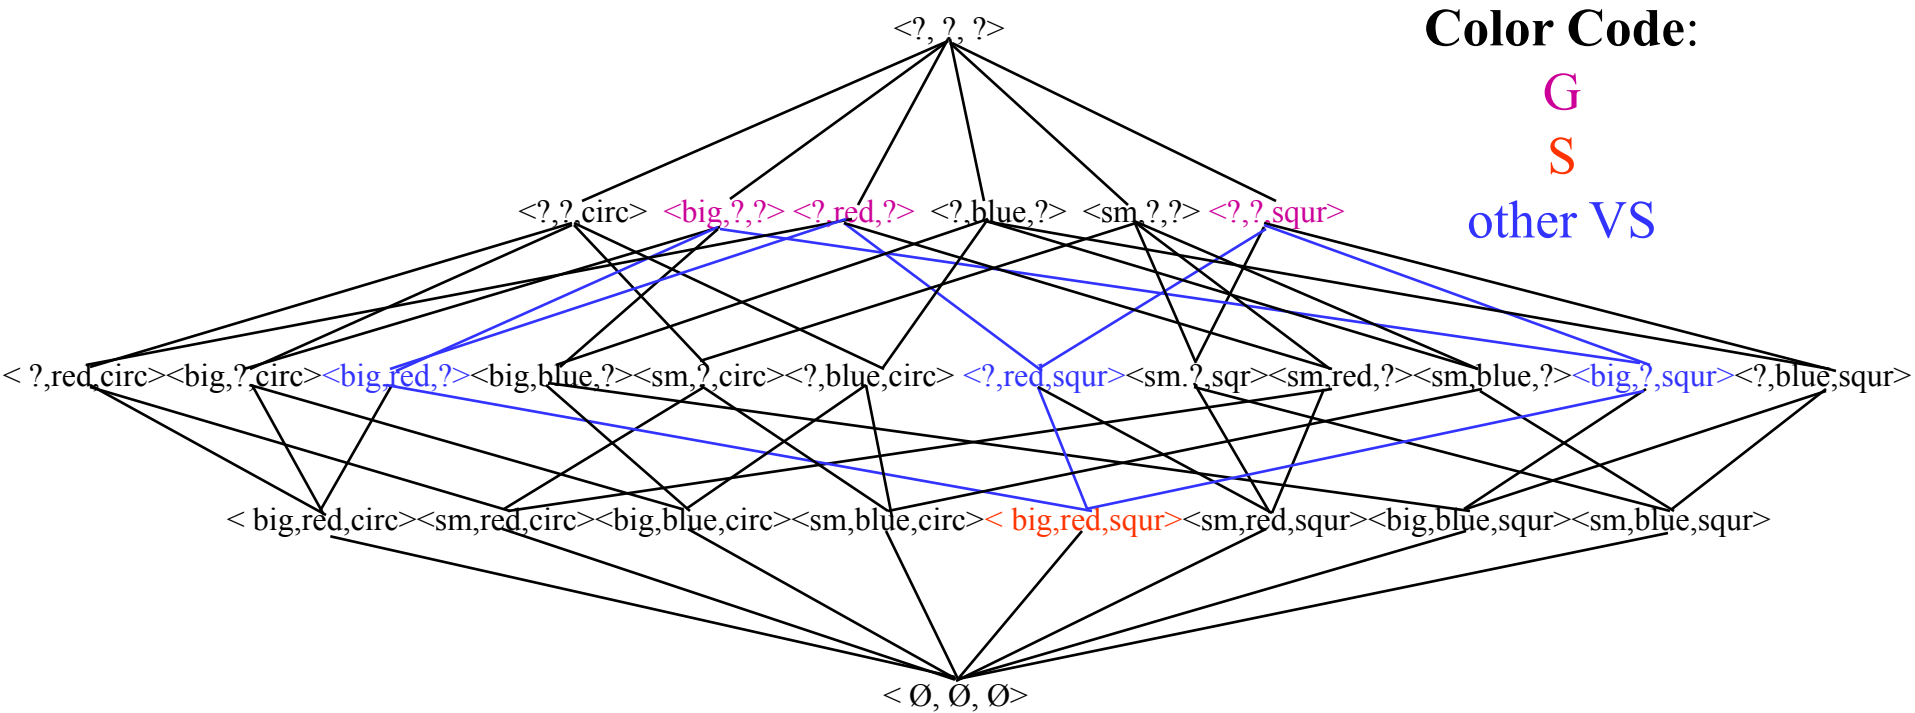 <?, ?, ?>
Color Code:
G
S
other VS
<?,?,circ> <big,?,?> <?,red,?> <?,blue,?> <sm,?,?> <?,?,squr>
< ?,red,circ><big,?,circ><big,red,?><big,blue,?><sm,?,circ><?,blue,circ> <?,red,squr><sm.?,sqr><sm,red,?><sm,blue,?><big,?,squr><?,blue,squr>
< big,red,circ><sm,red,circ><big,blue,circ><sm,blue,circ>< big,red,squr><sm,red,squr><big,blue,squr><sm,blue,squr>
< Ø, Ø, Ø>